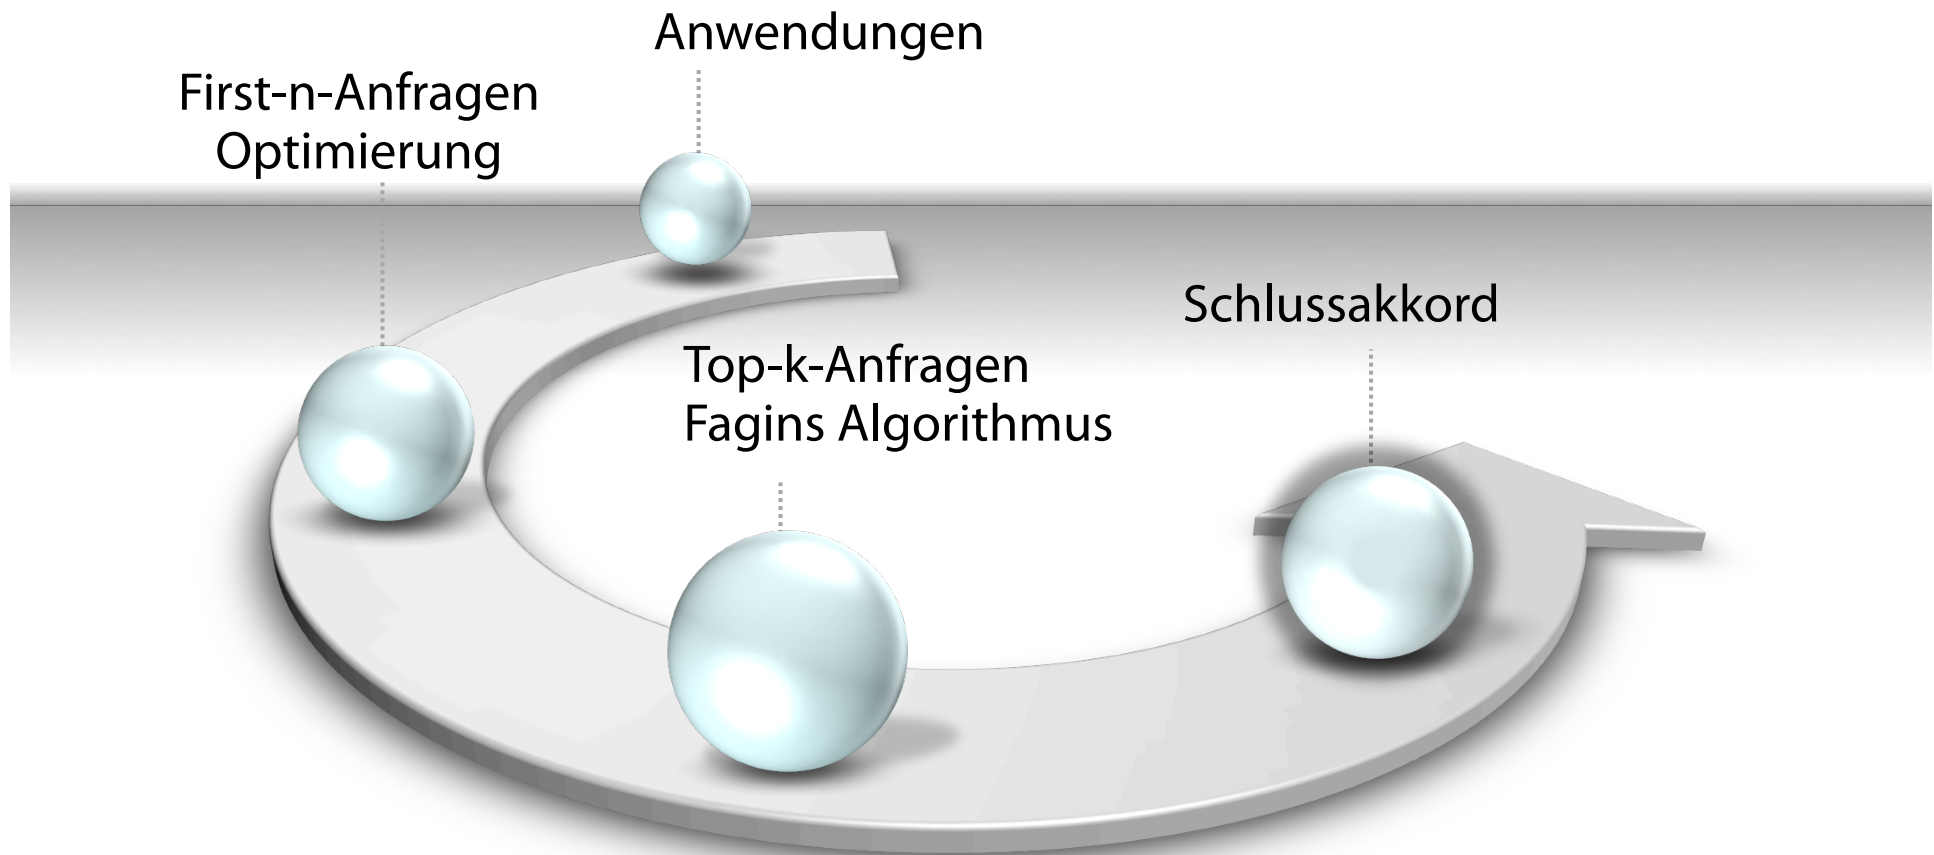 Anwendungen
First-n-Anfragen
Optimierung
Schlussakkord
Top-k-Anfragen
Fagins Algorithmus